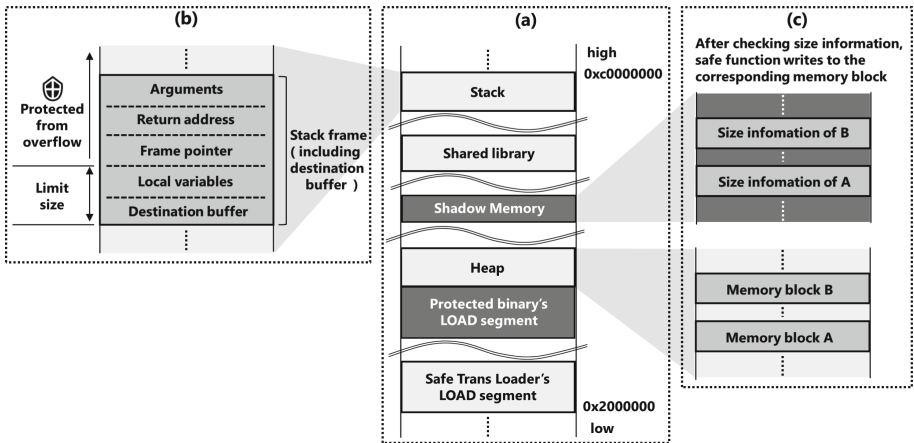 (b)
Protected
from
overflow
Limit
size
Arguments
Return address
Frame pointer
Local variables
Destination buffer
Stack frame
( including
destination
buffer )
(a)
high
0xc0000000
Stack
Shared library
Shadow Memory
Heap
Protected binary's
LOAD segment
Safe Trans Loader's
LOAD segment
0x2000000
low
(c)
After checking size information,
safe function writes to the
corresponding memory block
Size infomation of B
Size infomation of A
Memory block B
Memory block A